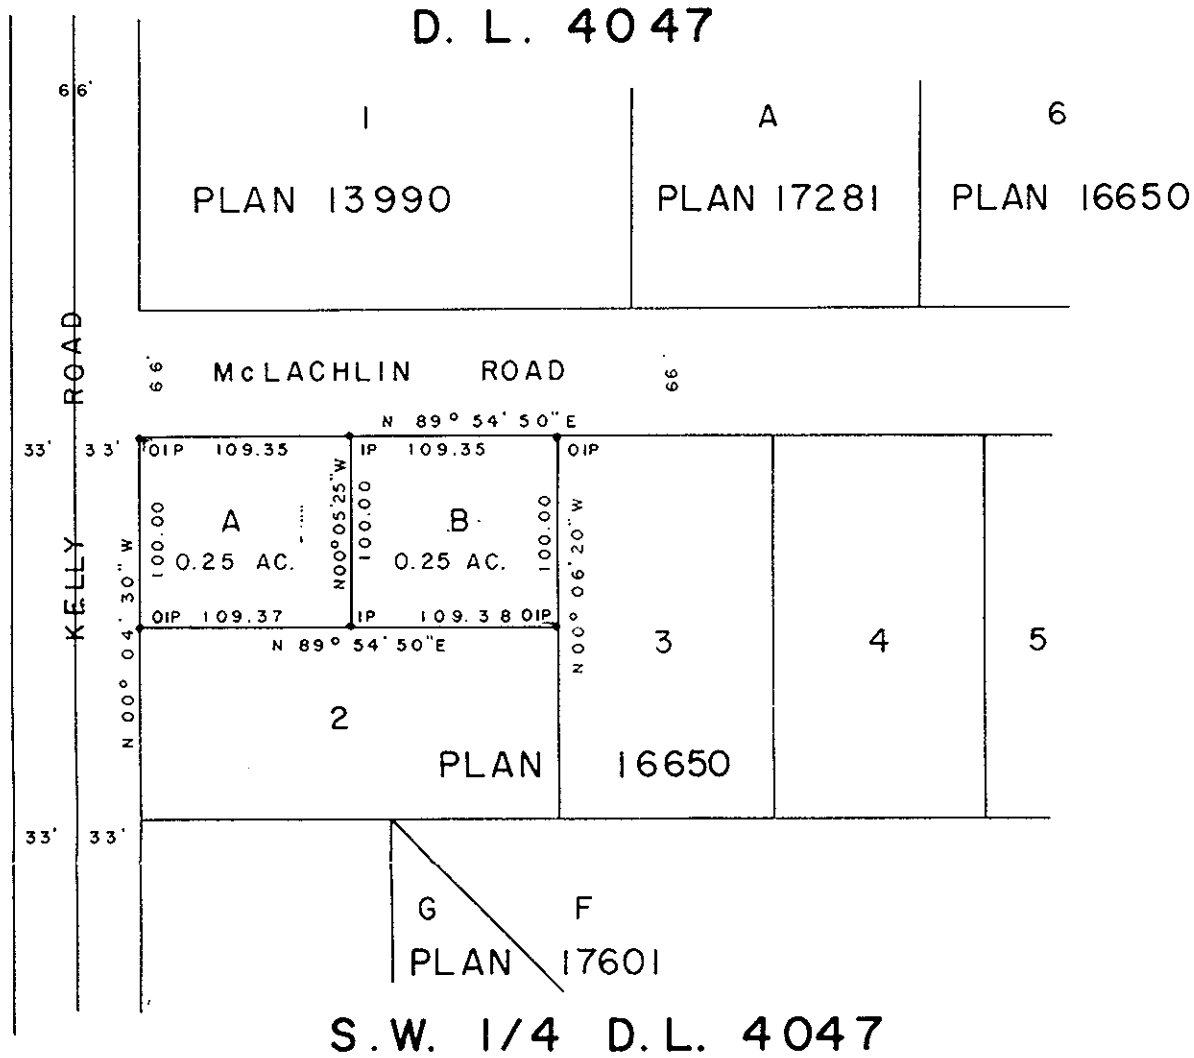 D. L. 4047
66'
1
A
6
PLAN 13990
PLAN 17281
PLAN 16650
KELLY ROAD
66'
McLACHLIN ROAD
66'
N 89° 54' 50" E
33' 33'
OIP 109.35
IP 109.35
OIP
N 00° 04' 30" W
100.00
A
0.25 AC.
N00° 05' 25" W
100.00
B
0.25 AC.
100.00
N00° 06' 20" W
OIP 109.37
IP 109.38 OIP
N 89° 54' 50" E
3
4
5
2
PLAN 16650
33' 33'
G
F
PLAN 17601
S.W. 1/4 D.L. 4047